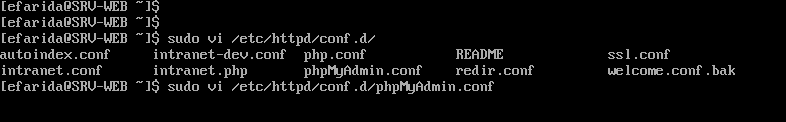 [efarida@SRV-WEB ~]$
[efarida@SRV-WEB ~]$
[efarida@SRV-WEB ~]$ sudo vi /etc/httpd/conf.d/
autoindex.conf intranet-dev.conf php.conf README ssl.conf
intranet.conf intranet.php phpMyAdmin.conf redir.conf welcome.conf.bak
[efarida@SRV-WEB ~]$ sudo vi /etc/httpd/conf.d/phpMyAdmin.conf